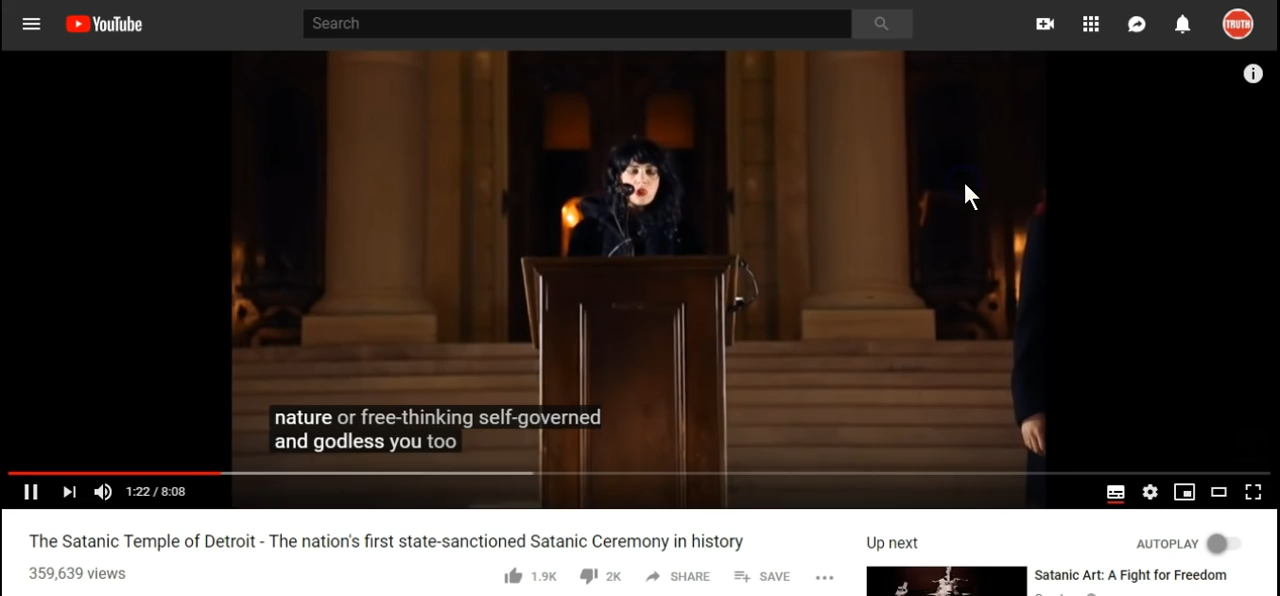 YouTube
Search
TRUTH
nature or free-thinking self-governed
and godless you too
1:22 / 8:08
The Satanic Temple of Detroit - The nation's first state-sanctioned Satanic Ceremony in history
359,639 views
1.9K
2K
SHARE
SAVE
Up next
AUTOPLAY
Satanic Art: A Fight for Freedom